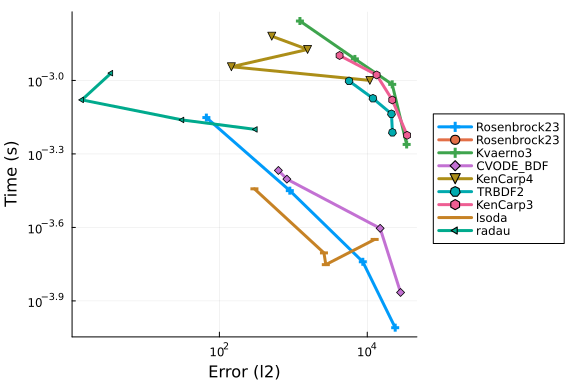 10^-3.0
10^-3.3
10^-3.6
10^-3.9
Time (s)
10^2
10^4
Error (l2)
Rosenbrock23
Rosenbrock23
Kvaerno3
CVODE_BDF
KenCarp4
TRBDF2
KenCarp3
lsoda
radau